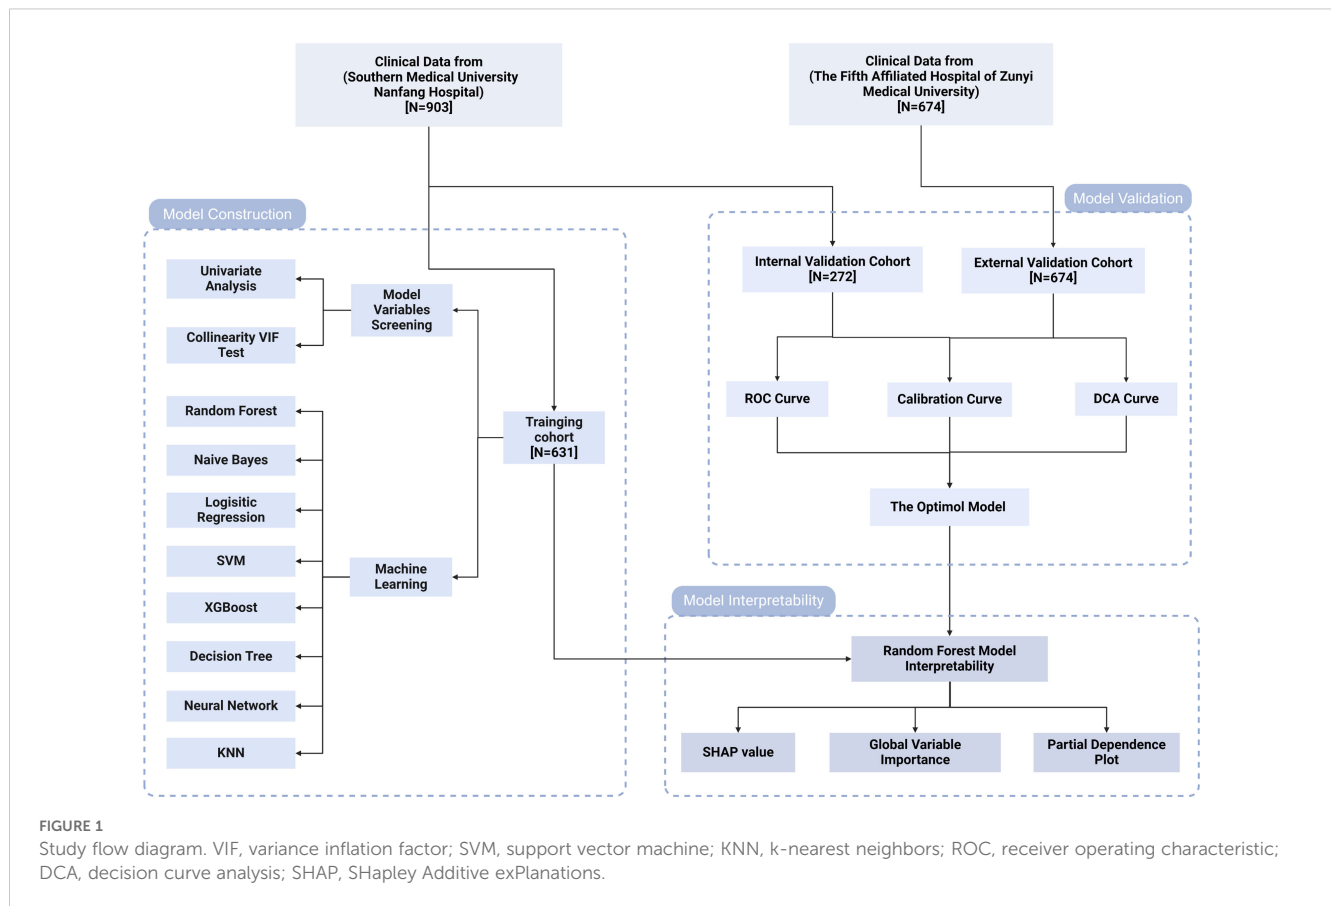 Clinical Data from
(Southern Medical University
Nanfang Hospital)
[N=903]
Clinical Data from
(The Fifth Affiliated Hospital of Zunyi
Medical University)
[N=674]
Model Construction
Univariate
Analysis
Collinearity VIF
Test
Model
Variables
Screening
Random Forest
Naive Bayes
Logisitic
Regression
SVM
XGBoost
Decision Tree
Neural Network
KNN
Machine
Learning
Trainging
cohort
[N=631]
Model Validation
Internal Validation Cohort
[N=272]
External Validation Cohort
[N=674]
ROC Curve
Calibration Curve
DCA Curve
The Optimol Model
Model Interpretability
Random Forest Model
Interpretability
SHAP value
Global Variable
Importance
Partial Dependence
Plot
FIGURE 1
Study flow diagram. VIF, variance inflation factor; SVM, support vector machine; KNN, k-nearest neighbors; ROC, receiver operating characteristic;
DCA, decision curve analysis; SHAP, SHapley Additive exPlanations.